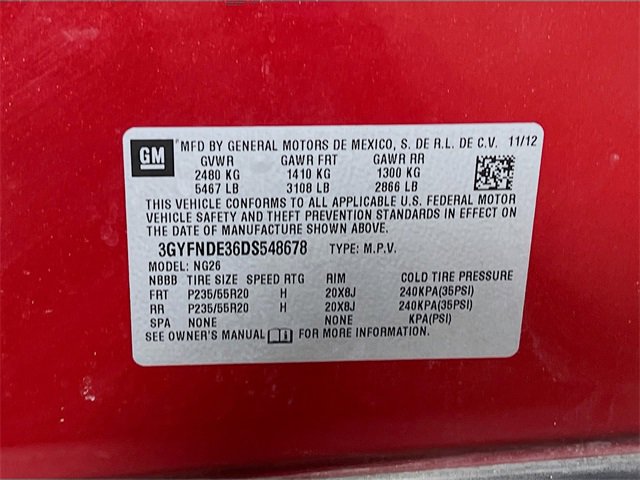 GM MFD BY GENERAL MOTORS DE MEXICO, S. DE R.L. DE C.V. 11/12
GVWR GAWR FRT GAWR RR
2480 KG 1410 KG 1300 KG
5467 LB 3108 LB 2866 LB
THIS VEHICLE CONFORMS TO ALL APPLICABLE U.S. FEDERAL MOTOR
VEHICLE SAFETY AND THEFT PREVENTION STANDARDS IN EFFECT ON
THE DATE OF MANUFACTURE SHOWN ABOVE.
3GYFNDE36DS548678 TYPE: M.P.V.
MODEL: NG26
NBBB TIRE SIZE SPEED RTG RIM COLD TIRE PRESSURE
FRT P235/55R20 H 20X8J 240KPA(35PSI)
RR P235/55R20 H 20X8J 240KPA(35PSI)
SPA NONE NONE KPA(PSI)
SEE OWNER'S MANUAL FOR MORE INFORMATION.